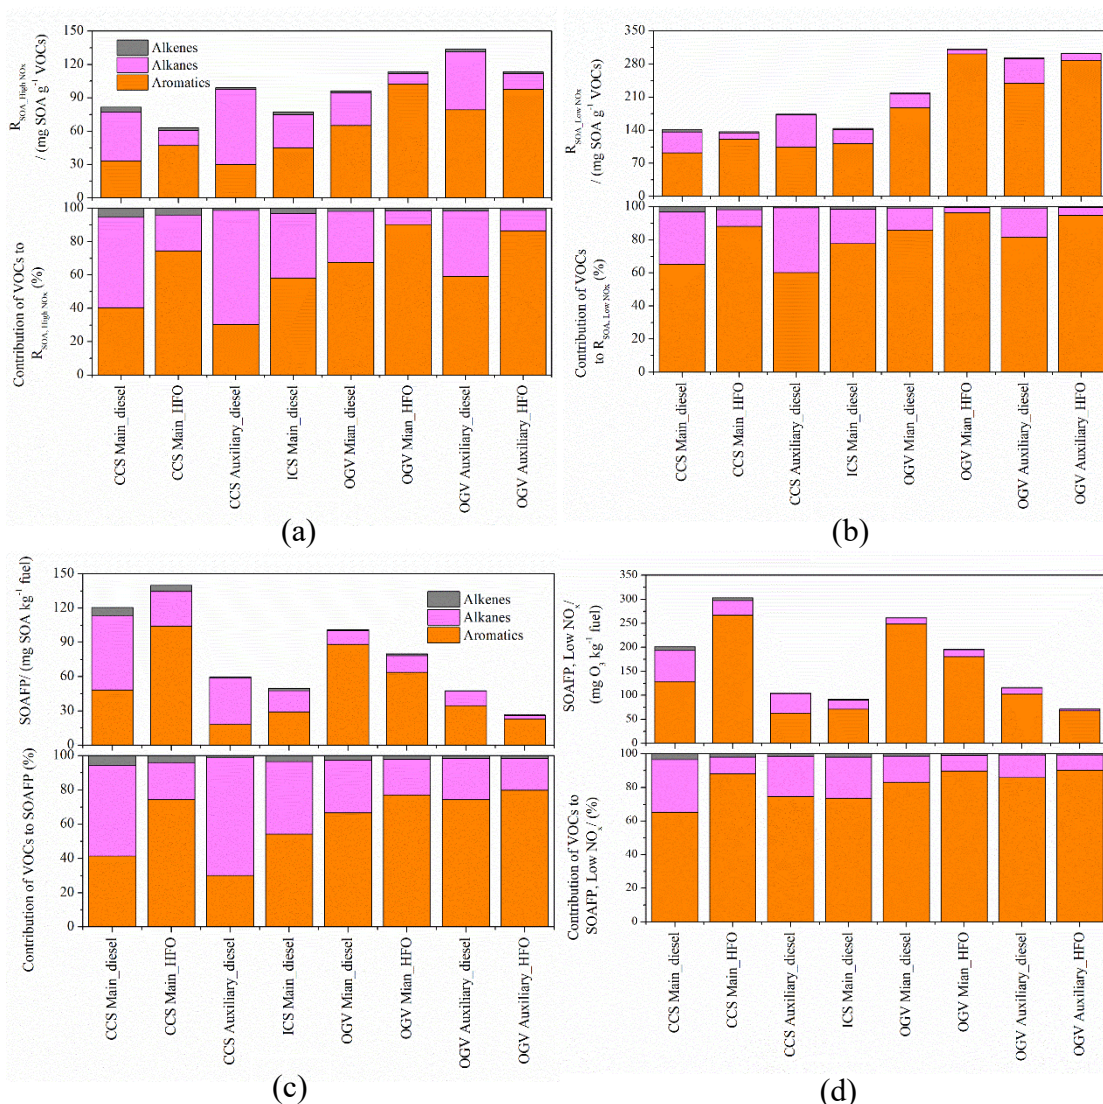 R_SOA, High NOx
/ (mg SOA g⁻¹ VOCs)
150
120
90
60
30
0
Alkenes
Alkanes
Aromatics
Contribution of VOCs to
R_SOA, High NOx (%)
100
80
60
40
20
0
CCS Main_diesel
CCS Main_HFO
CCS Auxiliary_diesel
ICS Main_diesel
OGV Mian_diesel
OGV Mian_HFO
OGV Auxiliary_diesel
OGV Auxiliary_HFO
(a)
R_SOA_Low NOx
/ (mg SOA g⁻¹ VOCs)
350
280
210
140
70
0
Contribution of VOCs
to R_SOA, Low NOx (%)
100
80
60
40
20
0
CCS Main_diesel
CCS Main_HFO
CCS Auxiliary_diesel
ICS Main_diesel
OGV Mian_diesel
OGV Mian_HFO
OGV Auxiliary_diesel
OGV Auxiliary_HFO
(b)
SOAFP/ (mg SOA kg⁻¹ fuel)
150
120
90
60
30
0
Alkenes
Alkanes
Aromatics
Contribution of VOCs to SOAFP (%)
100
80
60
40
20
0
CCS Main_diesel
CCS Main_HFO
CCS Auxiliary_diesel
ICS Main_diesel
OGV Mian_diesel
OGV Mian_HFO
OGV Auxiliary_diesel
OGV Auxiliary_HFO
(c)
SOAFP, Low NOₓ/
(mg O₃ kg⁻¹ fuel)
350
300
250
200
150
100
50
0
Contribution of VOCs to
SOAFP, Low NOₓ/ (%)
100
80
60
40
20
0
CCS Main_diesel
CCS Main_HFO
CCS Auxiliary_diesel
ICS Main_diesel
OGV Mian_diesel
OGV Mian_HFO
OGV Auxiliary_diesel
OGV Auxiliary_HFO
(d)